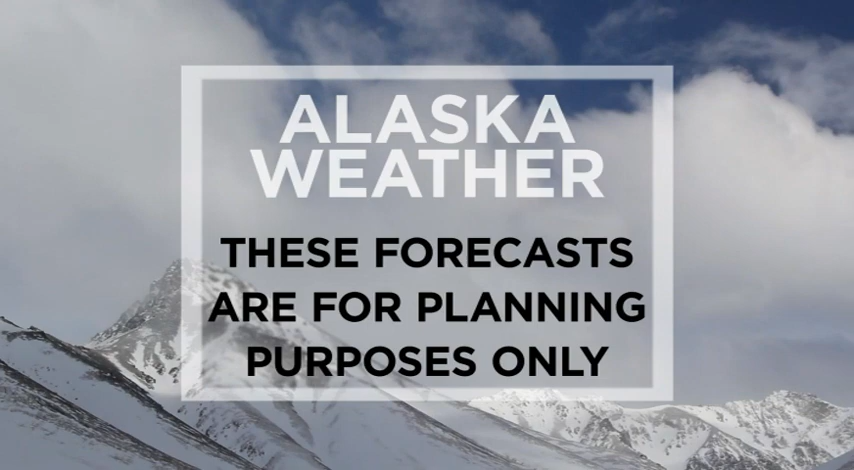 ALASKA
WEATHER
THESE FORECASTS
ARE FOR PLANNING
PURPOSES ONLY